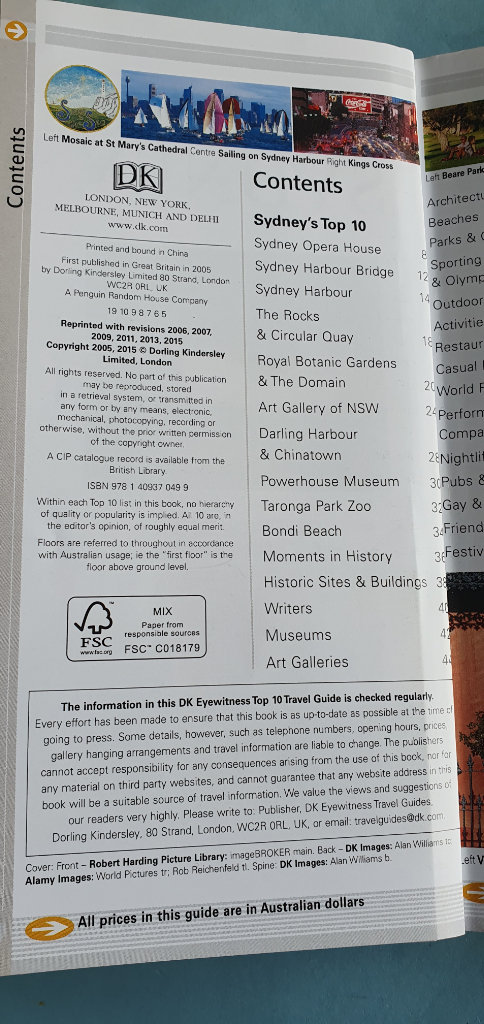 Contents
Left Mosaic at St Mary's Cathedral Centre Sailing on Sydney Harbour Right Kings Cross
Coca-Cola
DK
LONDON, NEW YORK,
MELBOURNE, MUNICH AND DELHI
www.dk.com
Printed and bound in China
First published in Great Britain in 2005
by Dorling Kindersley Limited 80 Strand, London
WC2R 0RL, UK
A Penguin Random House Company
19 10 9 8 7 6 5
Reprinted with revisions 2006, 2007,
2009, 2011, 2013, 2015
Copyright 2005, 2015 © Dorling Kindersley
Limited, London
All rights reserved. No part of this publication
may be reproduced, stored
in a retrieval system, or transmitted in
any form or by any means, electronic,
mechanical, photocopying, recording or
otherwise, without the prior written permission
of the copyright owner.
A CIP catalogue record is available from the
British Library.
ISBN 978 1 40937 049 9
Within each Top 10 list in this book, no hierarchy
of quality or popularity is implied. All 10 are, in
the editor's opinion, of roughly equal merit.
Floors are referred to throughout in accordance
with Australian usage; ie the "first floor" is the
floor above ground level.
FSC
www.fsc.org
MIX
Paper from
responsible sources
FSC™ C018179
Contents
Sydney's Top 10
Sydney Opera House 8
Sydney Harbour Bridge 12
Sydney Harbour 14
The Rocks
& Circular Quay 18
Royal Botanic Gardens
& The Domain 20
Art Gallery of NSW 24
Darling Harbour
& Chinatown 28
Powerhouse Museum 30
Taronga Park Zoo 32
Bondi Beach 34
Moments in History 36
Historic Sites & Buildings 38
Writers 40
Museums 42
Art Galleries 44
The information in this DK Eyewitness Top 10 Travel Guide is checked regularly.
Every effort has been made to ensure that this book is as up-to-date as possible at the time of
going to press. Some details, however, such as telephone numbers, opening hours, prices,
gallery hanging arrangements and travel information are liable to change. The publishers
cannot accept responsibility for any consequences arising from the use of this book, nor for
any material on third party websites, and cannot guarantee that any website address in this
book will be a suitable source of travel information. We value the views and suggestions of
our readers very highly. Please write to: Publisher, DK Eyewitness Travel Guides,
Dorling Kindersley, 80 Strand, London, WC2R 0RL, UK, or email: travelguides@dk.com.
Cover: Front – Robert Harding Picture Library: imageBROKER main. Back – DK Images: Alan Williams tc;
Alamy Images: World Pictures tr; Rob Reichenfeld tl. Spine: DK Images: Alan Williams b.
All prices in this guide are in Australian dollars
Left Beare Park
Architectu
Beaches
Parks &
Sporting
& Olymp
Outdoor
Activitie
Restaur
Casual
World F
Perform
Compa
Nightlif
Pubs &
Gay &
Friend
Festiv
Left V